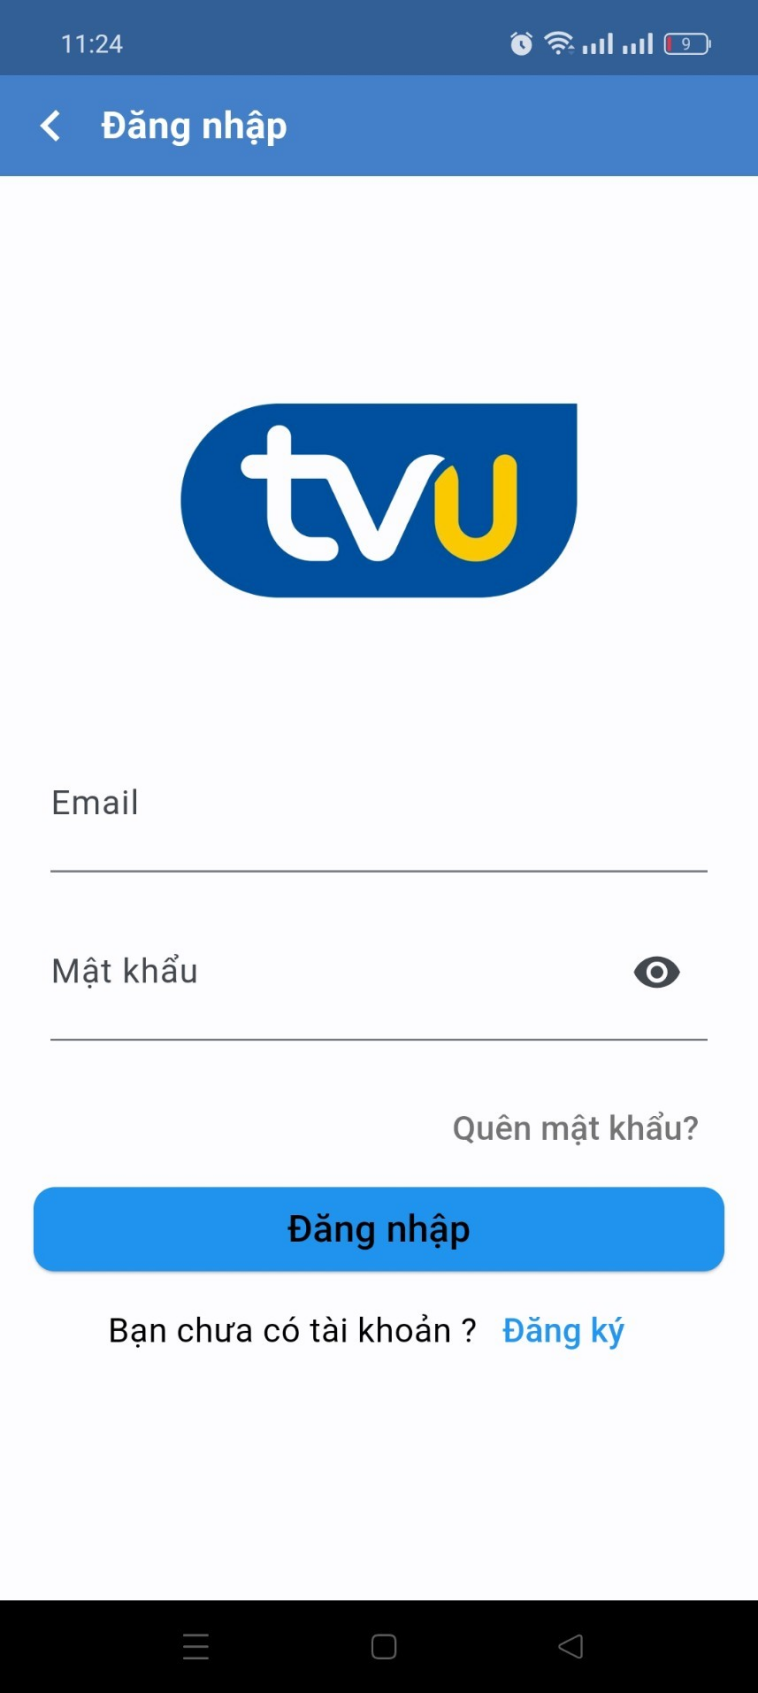 11:24
9
Đăng nhập
tvu
Email
Mật khẩu
Quên mật khẩu?
Đăng nhập
Bạn chưa có tài khoản ? Đăng ký